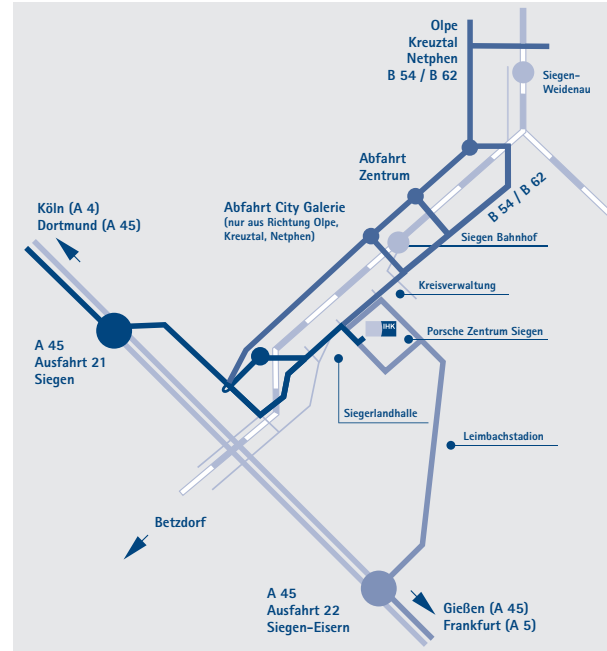 Olpe
Kreuztal
Netphen
B 54 / B 62
Siegen-
Weidenau
Abfahrt
Zentrum
B 54 / B 62
Köln (A 4)
Dortmund (A 45)
Abfahrt City Galerie
(nur aus Richtung Olpe,
Kreuztal, Netphen)
Siegen Bahnhof
Kreisverwaltung
IHK
Porsche Zentrum Siegen
A 45
Ausfahrt 21
Siegen
Siegerlandhalle
Leimbachstadion
Betzdorf
A 45
Ausfahrt 22
Siegen-Eisern
Gießen (A 45)
Frankfurt (A 5)